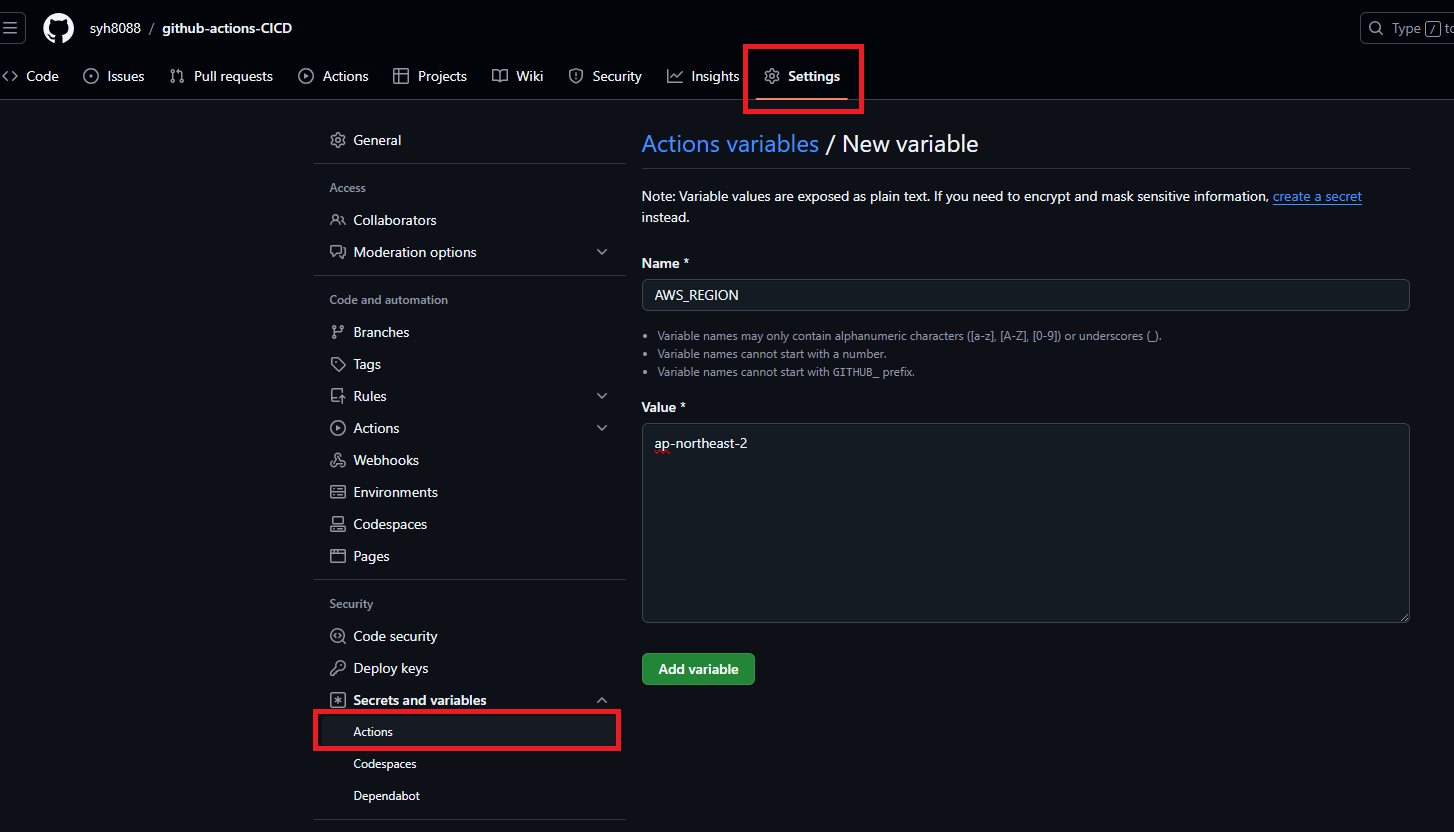 syh8088 / github-actions-CICD
Type / to
Code Issues Pull requests Actions Projects Wiki Security Insights Settings
General
Access
Collaborators
Moderation options
Code and automation
Branches
Tags
Rules
Actions
Webhooks
Environments
Codespaces
Pages
Security
Code security
Deploy keys
Secrets and variables
Actions
Codespaces
Dependabot
Actions variables / New variable
Note: Variable values are exposed as plain text. If you need to encrypt and mask sensitive information, create a secret
instead.
Name *
AWS_REGION
Variable names may only contain alphanumeric characters ([a-z], [A-Z], [0-9]) or underscores (_).
Variable names cannot start with a number.
Variable names cannot start with GITHUB_ prefix.
Value *
ap-northeast-2
Add variable